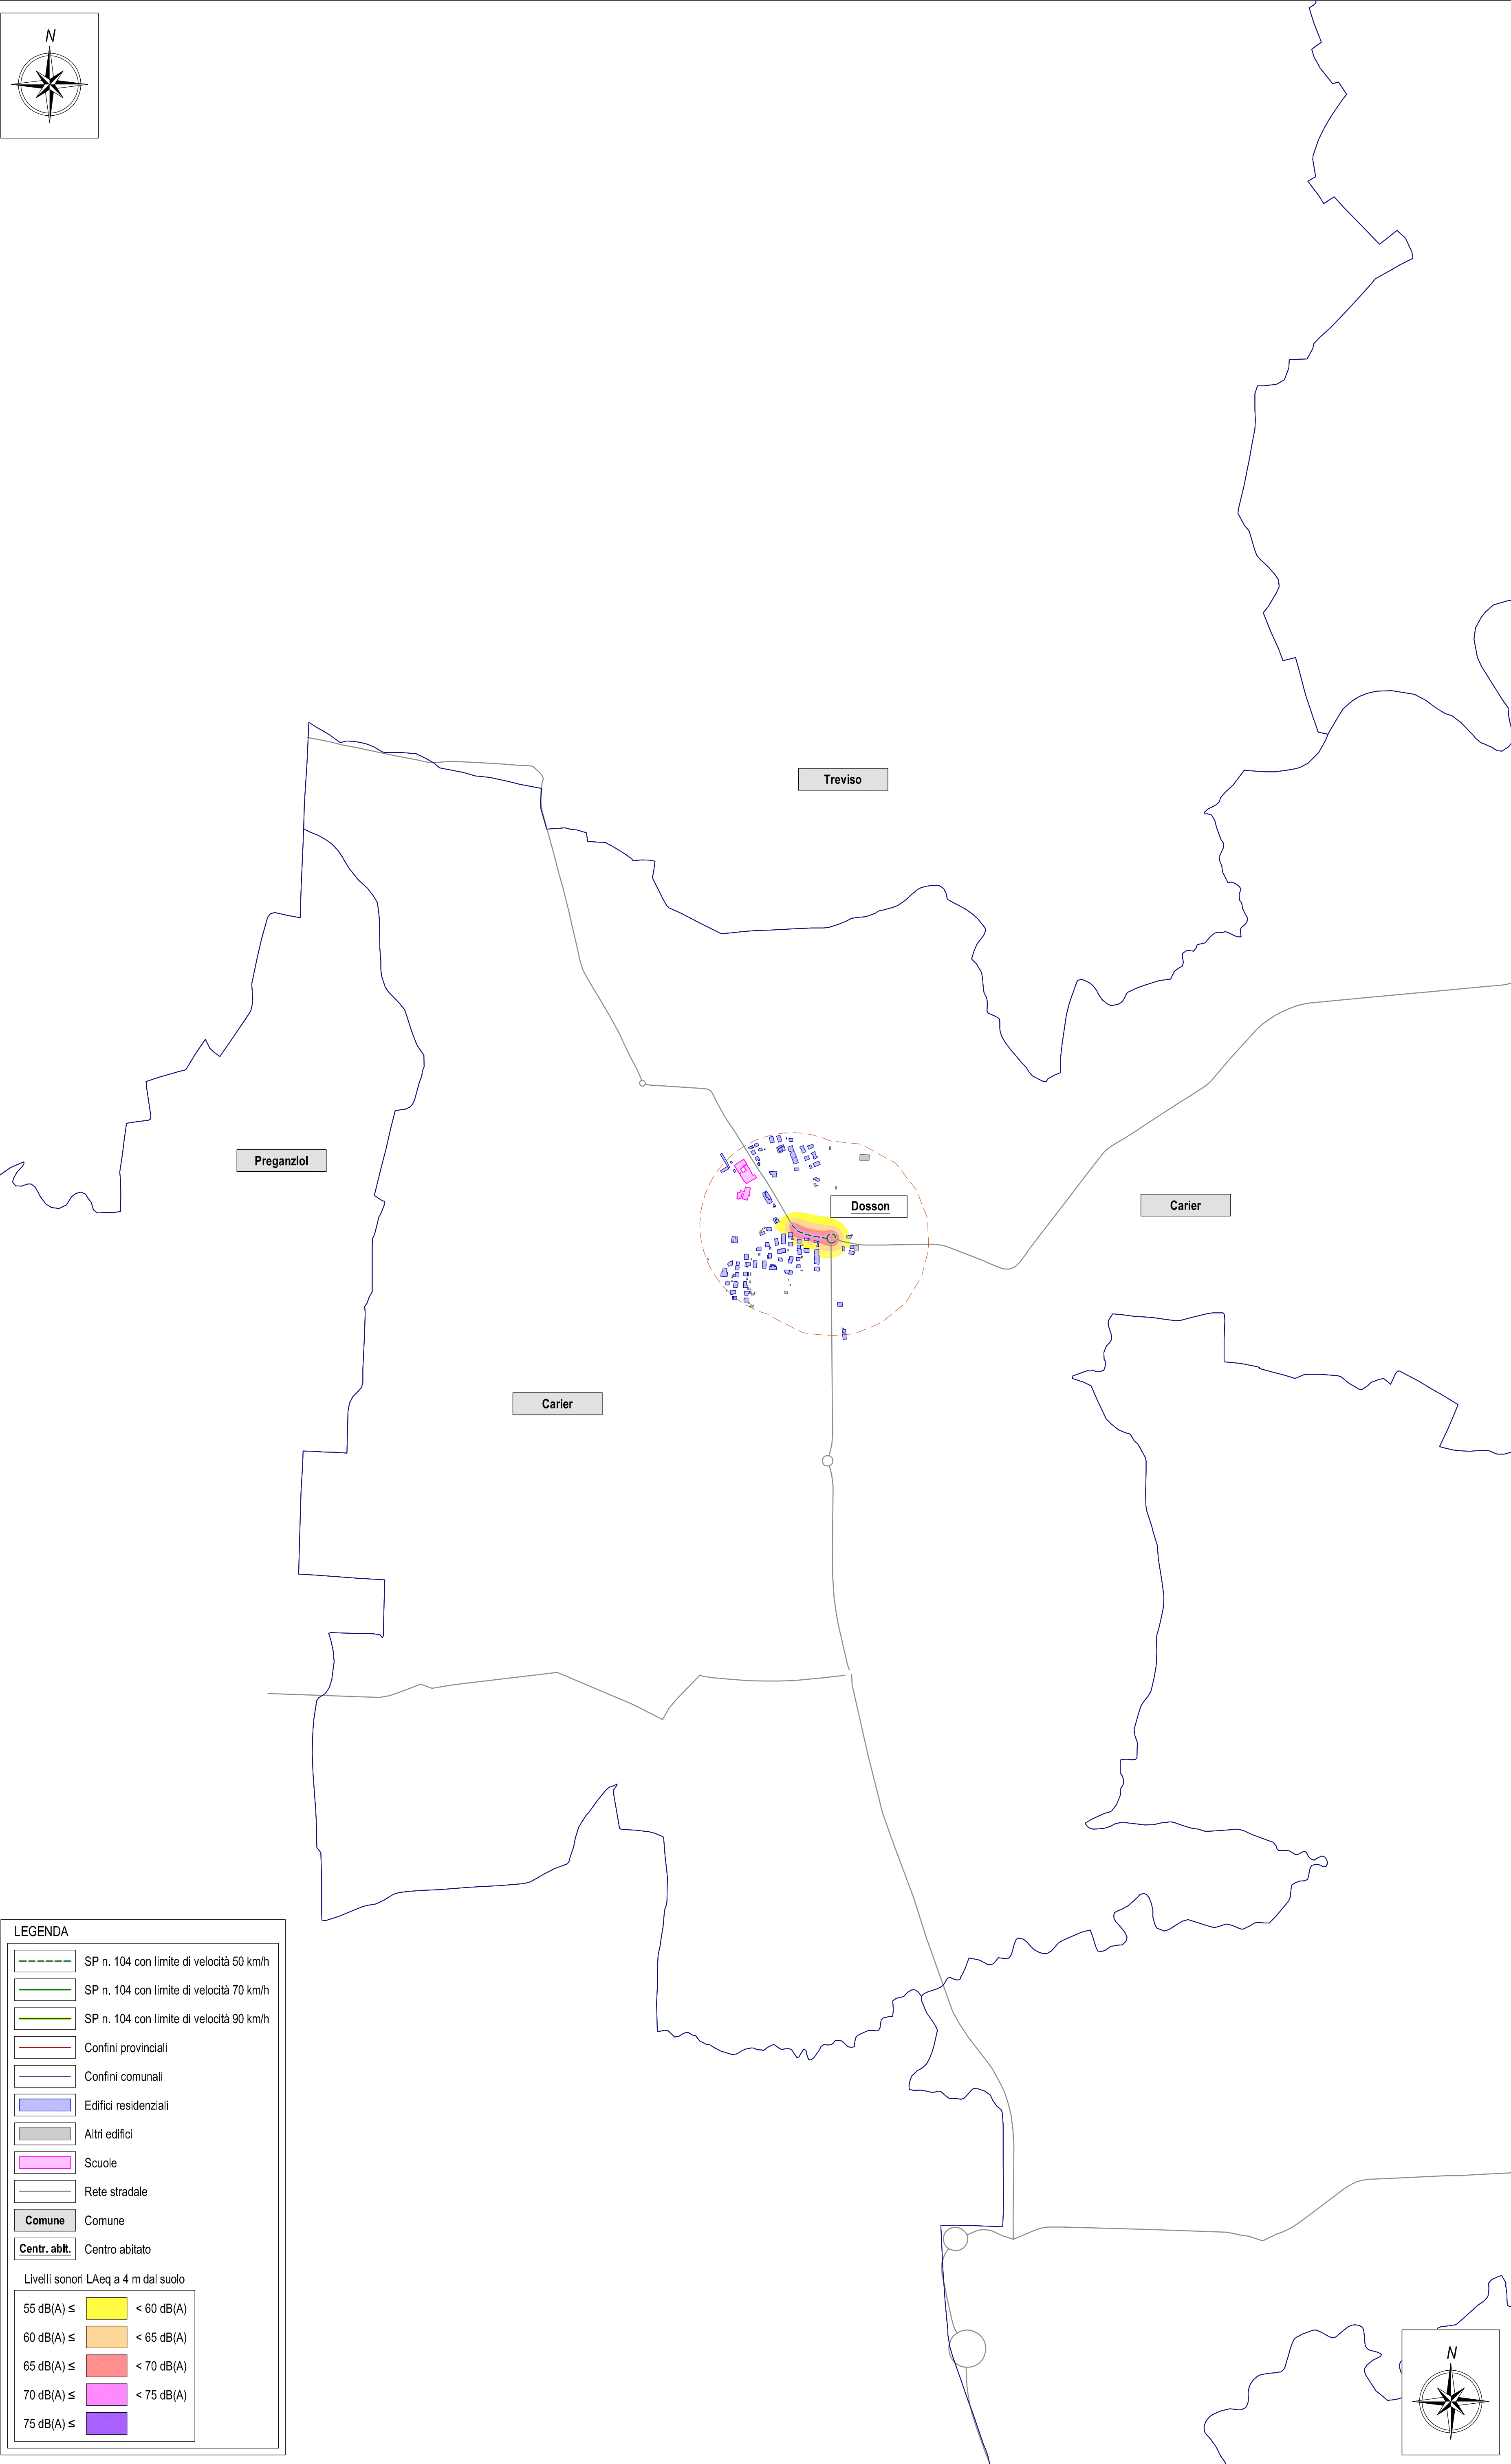 N
Treviso
Preganziol
Carier
Dosson
Carier
LEGENDA
SP n. 104 con limite di velocità 50 km/h
SP n. 104 con limite di velocità 70 km/h
SP n. 104 con limite di velocità 90 km/h
Confini provinciali
Confini comunali
Edifici residenziali
Altri edifici
Scuole
Rete stradale
Comune Comune
Centr. abit. Centro abitato
Livelli sonori LAeq a 4 m dal suolo
55 dB(A) ≤ < 60 dB(A)
60 dB(A) ≤ < 65 dB(A)
65 dB(A) ≤ < 70 dB(A)
70 dB(A) ≤ < 75 dB(A)
75 dB(A) ≤
N